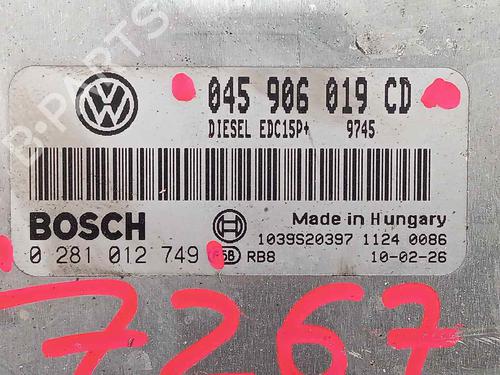 045 906 019 CD
DIESEL EDC15P+ 9745
BOSCH
Made in Hungary
0 281 012 749
1039S20397 1124 0086
RB8 10-02-26
7267